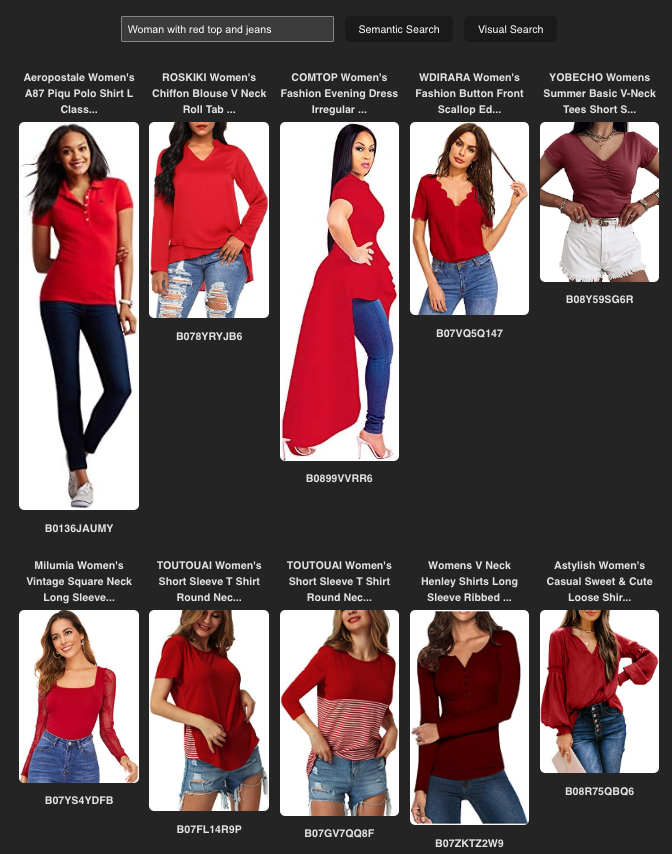 Woman with red top and jeans
Semantic Search
Visual Search
Aeropostale Women's
A87 Piqu Polo Shirt L
Class...
ROSKIKI Women's
Chiffon Blouse V Neck
Roll Tab ...
COMTOP Women's
Fashion Evening Dress
Irregular ...
WDIRARA Women's
Fashion Button Front
Scallop Ed...
YOBECHO Womens
Summer Basic V-Neck
Tees Short S...
B0136JAUMY
B078YRYJB6
B0899VVRR6
B07VQ5Q147
B08Y59SG6R
Milumia Women's
Vintage Square Neck
Long Sleeve...
TOUTOUAI Women's
Short Sleeve T Shirt
Round Nec...
TOUTOUAI Women's
Short Sleeve T Shirt
Round Nec...
Womens V Neck
Henley Shirts Long
Sleeve Ribbed ...
Astylish Women's
Casual Sweet & Cute
Loose Shir...
B07YS4YDFB
B07FL14R9P
B07GV7QQ8F
B07ZKTZ2W9
B08R75QBQ6